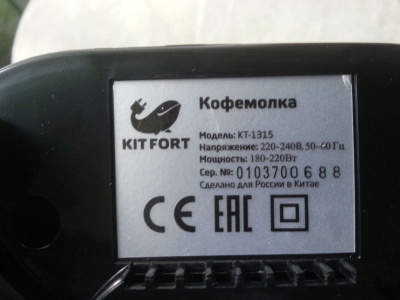 Кофемолка
KITFORT
Модель: KT-1315
Напряжение: 220-240В, 50-60 Гц
Мощность: 180-220Вт
Сер. №: 0103700688
Сделано для России в Китае
CE EAC